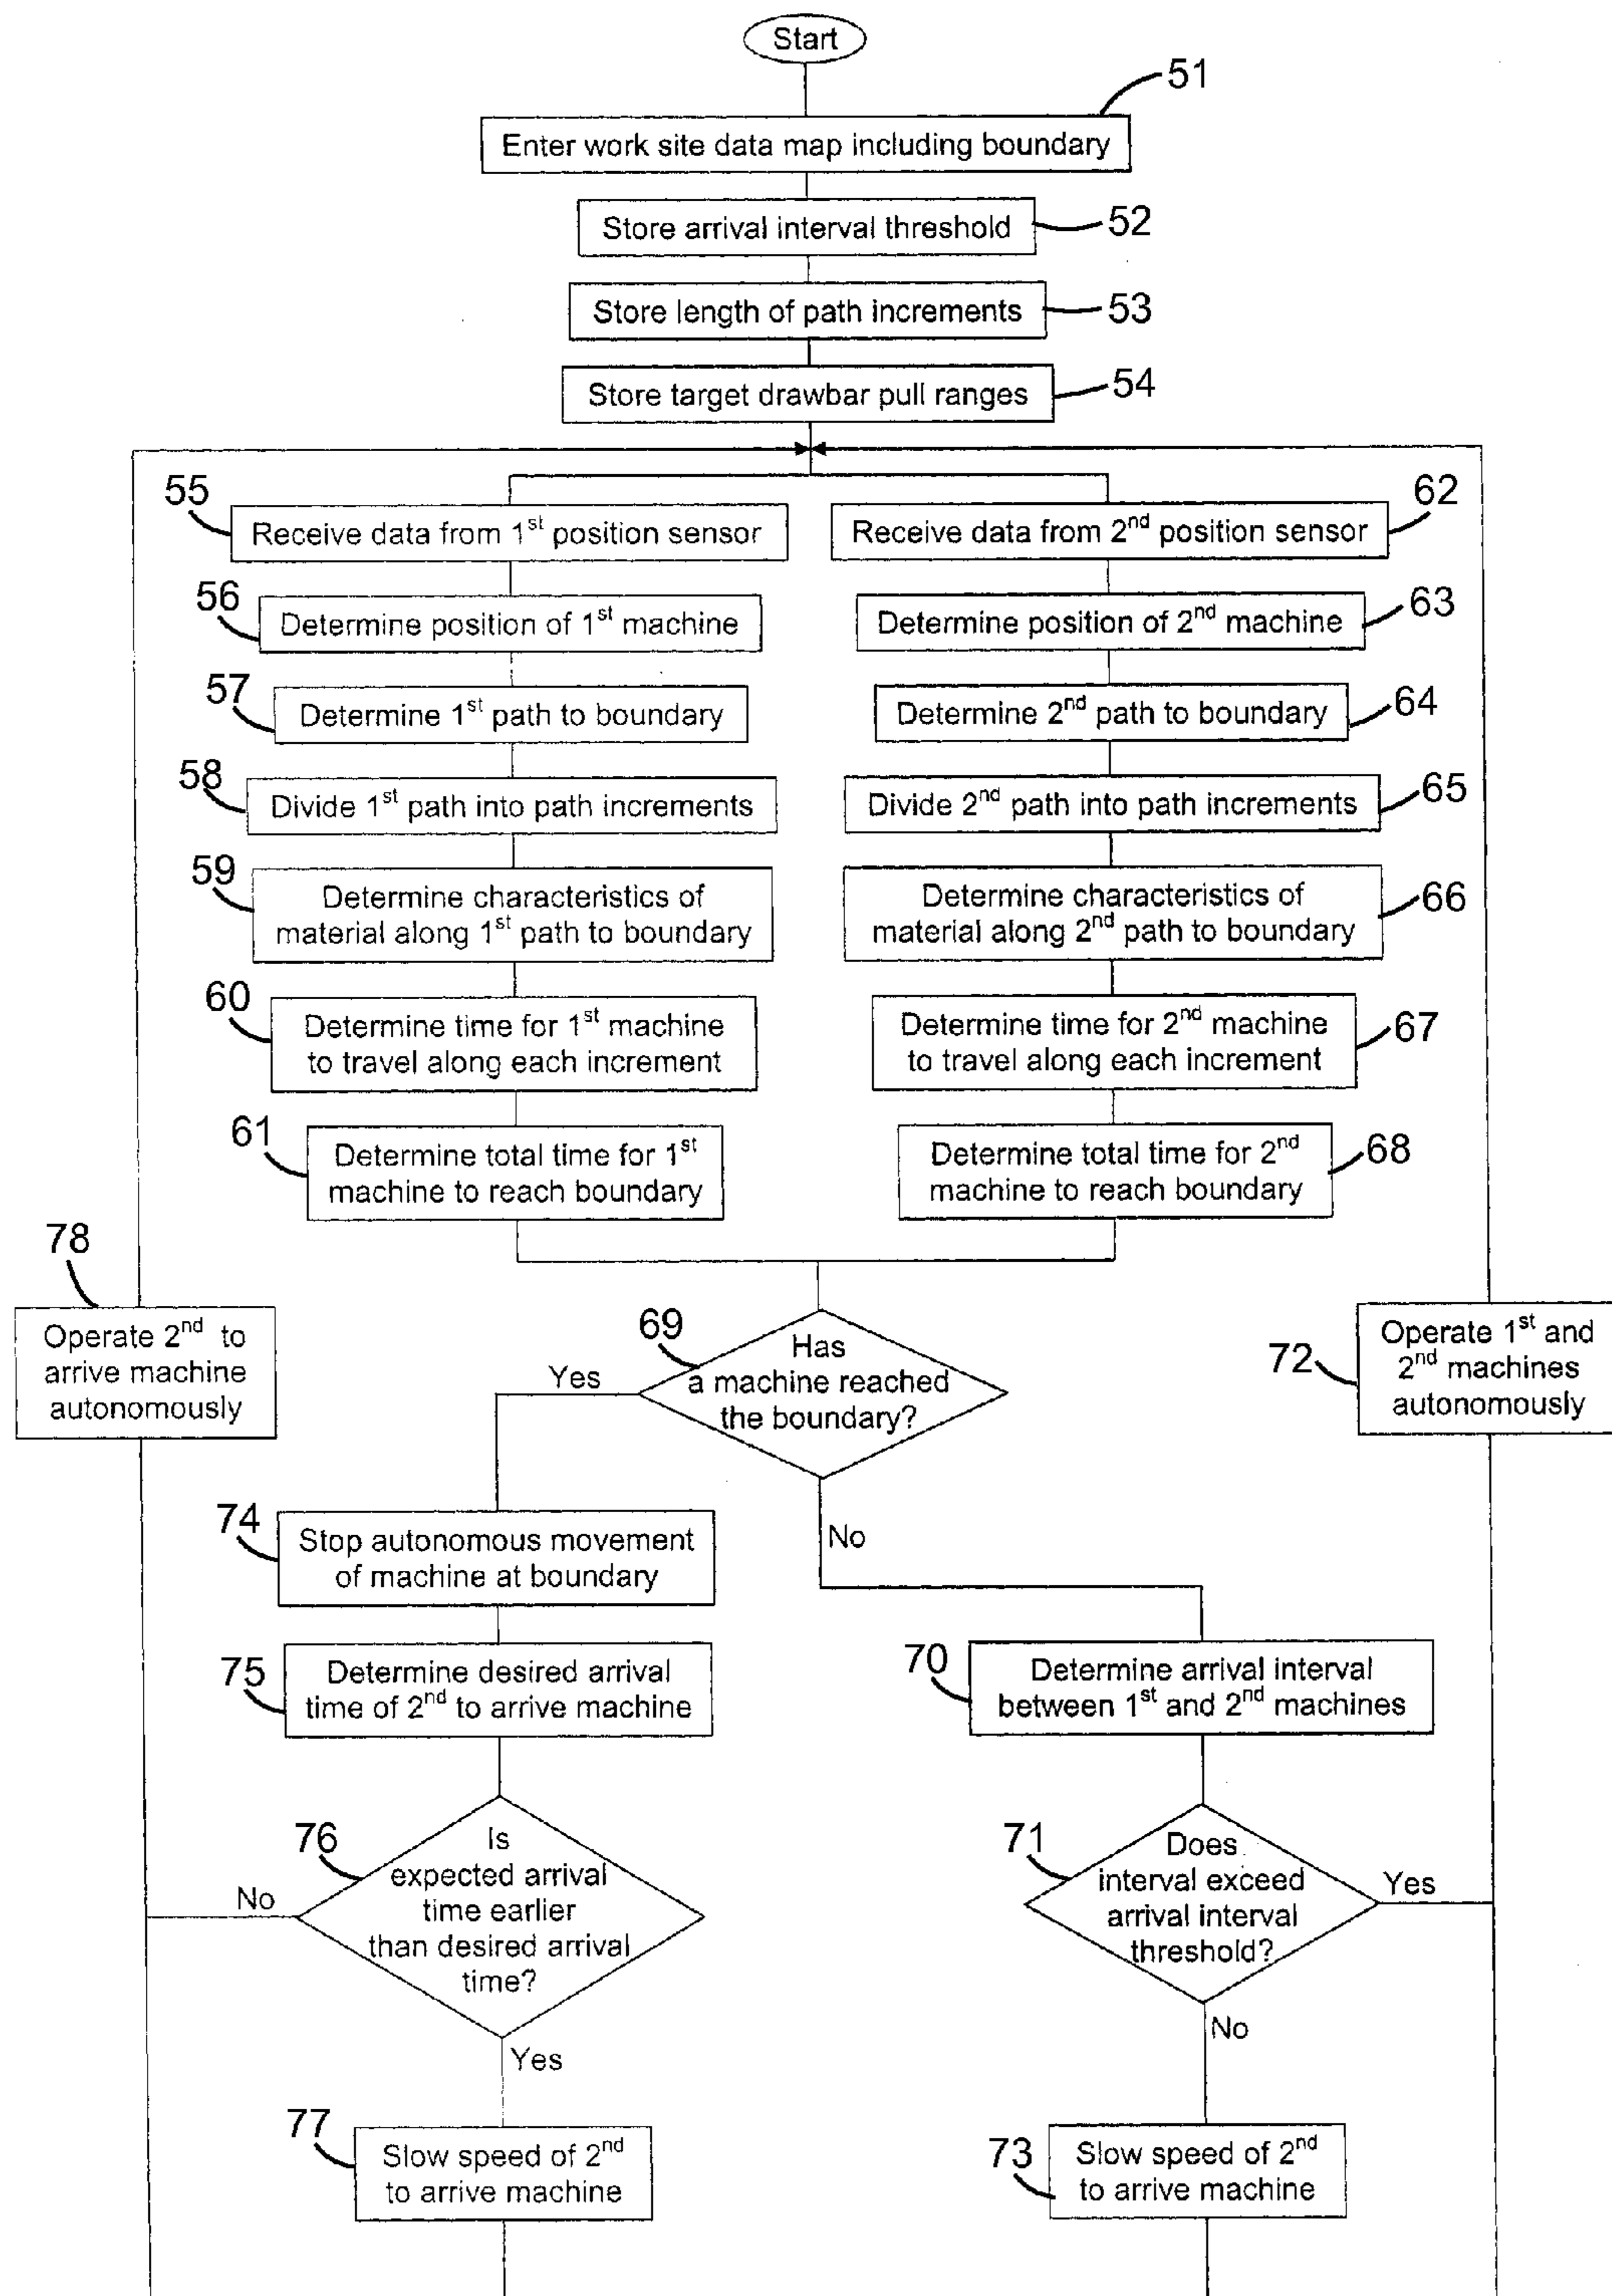 Start
51
Enter work site data map including boundary
Store arrival interval threshold
52
Store length of path increments
53
Store target drawbar pull ranges
54
55
Receive data from 1st position sensor
56
Determine position of 1st machine
57
Determine 1st path to boundary
58
Divide 1st path into path increments
59
Determine characteristics of
material along 1st path to boundary
60
Determine time for 1st machine
to travel along each increment
61
Determine total time for 1st
machine to reach boundary
62
Receive data from 2nd position sensor
Determine position of 2nd machine
63
Determine 2nd path to boundary
64
Divide 2nd path into path increments
65
Determine characteristics of
material along 2nd path to boundary
66
Determine time for 2nd machine
to travel along each increment
67
Determine total time for 2nd
machine to reach boundary
68
78
Operate 2nd to
arrive machine
autonomously
69
Has
a machine reached
the boundary?
Yes
No
72
Operate 1st and
2nd machines
autonomously
74
Stop autonomous movement
of machine at boundary
75
Determine desired arrival
time of 2nd to arrive machine
76
Is
expected arrival
time earlier
than desired arrival
time?
No
Yes
77
Slow speed of 2nd
to arrive machine
70
Determine arrival interval
between 1st and 2nd machines
71
Does
interval exceed
arrival interval
threshold?
Yes
No
73
Slow speed of 2nd
to arrive machine